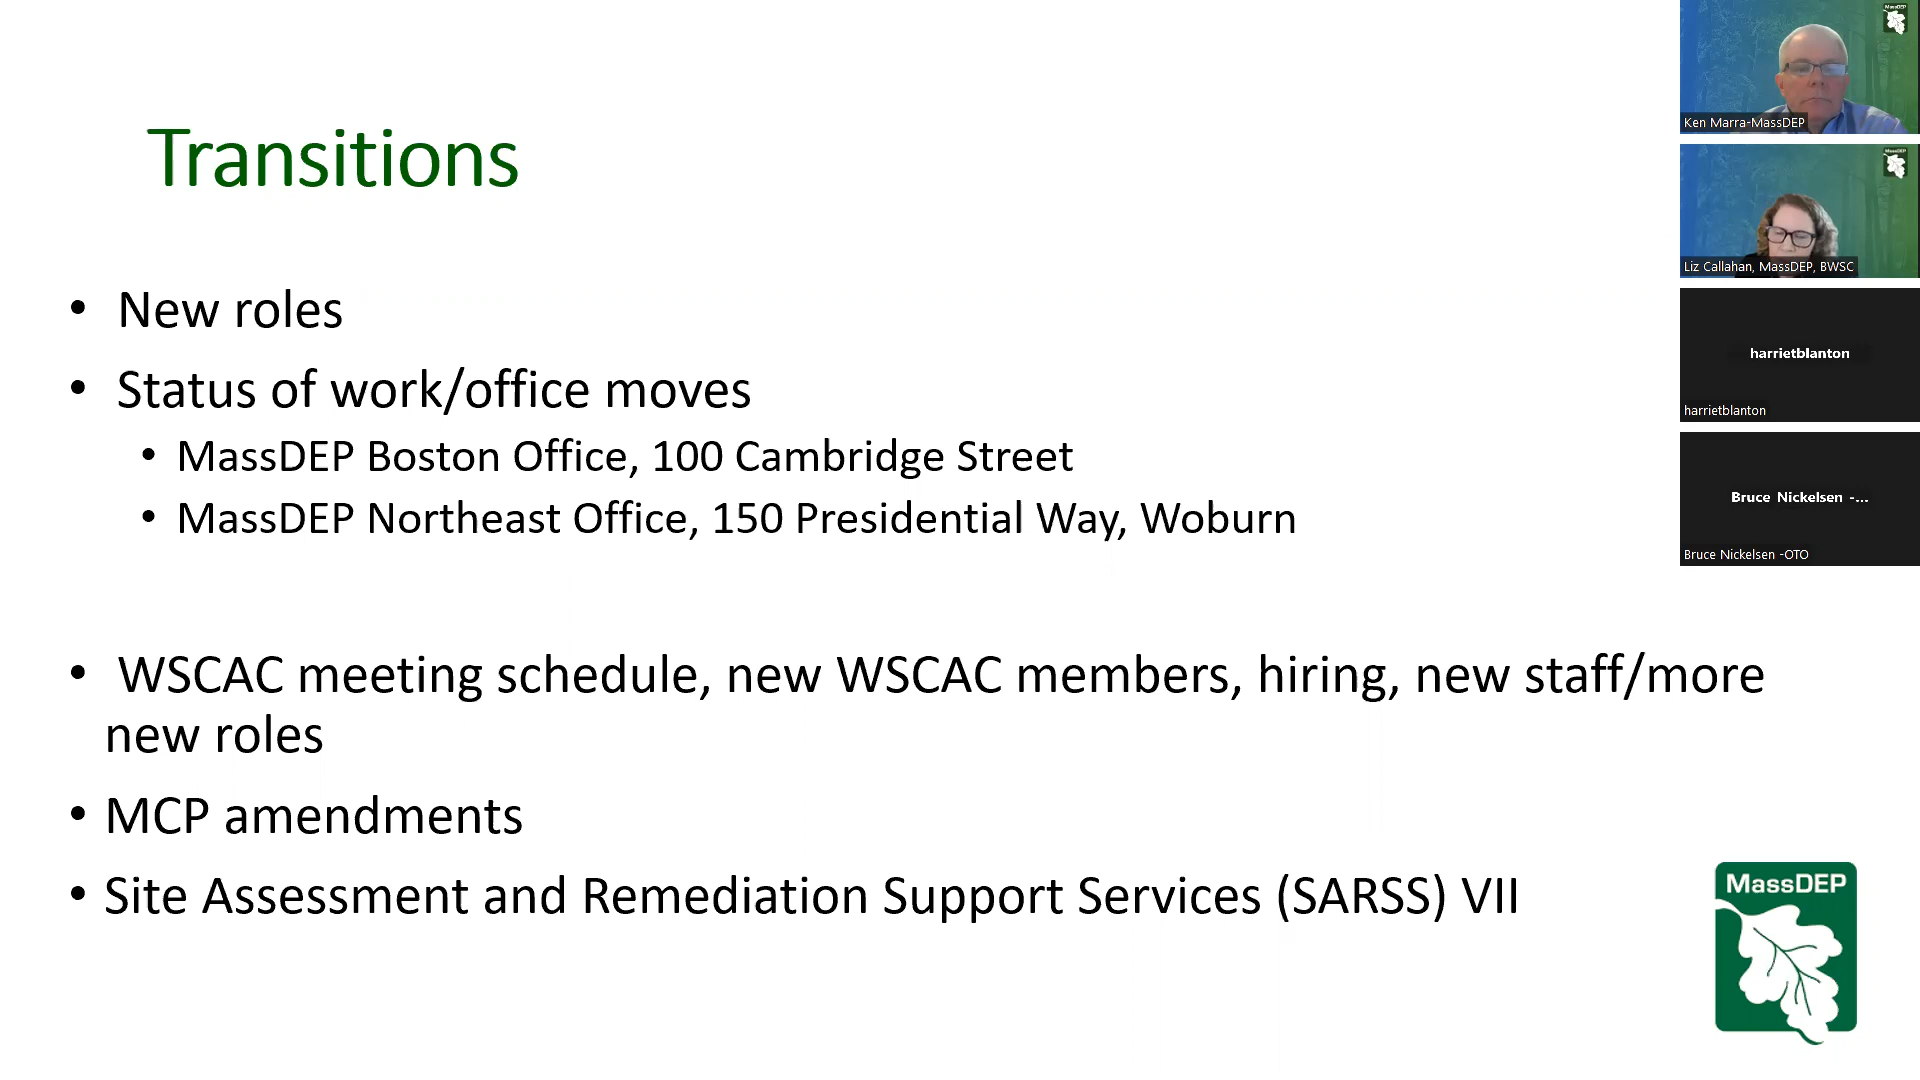 Transitions
• New roles
• Status of work/office moves
• MassDEP Boston Office, 100 Cambridge Street
• MassDEP Northeast Office, 150 Presidential Way, Woburn
• WSCAC meeting schedule, new WSCAC members, hiring, new staff/more
new roles
• MCP amendments
• Site Assessment and Remediation Support Services (SARSS) VII
MassDEP
MassDEP
Ken Marra-MassDEP
MassDEP
Liz Callahan, MassDEP, BWSC
harrietblanton
harrietblanton
Bruce Nickelsen -...
Bruce Nickelsen -OTO